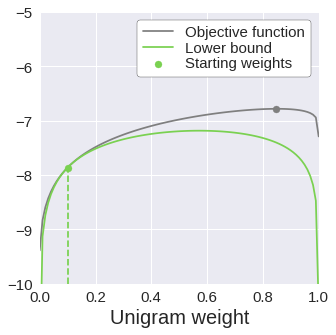 −5
−6
−7
−8
−9
−10
Objective function
Lower bound
Starting weights
0.0 0.2 0.4 0.6 0.8 1.0
Unigram weight